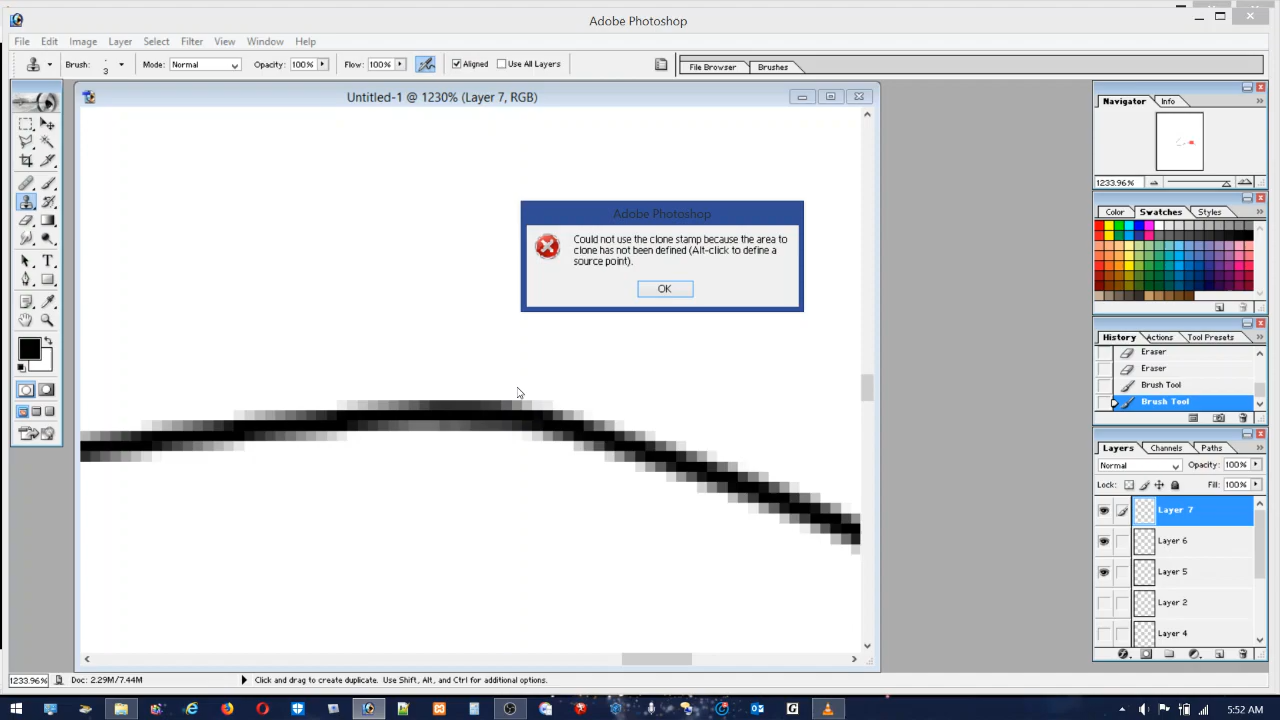 Adobe Photoshop
File Edit Image Layer Select Filter View Window Help
Brush: 3 Mode: Normal Opacity: 100% Flow: 100% Aligned Use All Layers File Browser Brushes
Untitled-1 @ 1230% (Layer 7, RGB)
Navigator Info
1233.96%
Color Swatches Styles
Adobe Photoshop
Could not use the clone stamp because the area to
clone has not been defined (Alt-click to define a
source point).
OK
History Actions Tool Presets
Eraser
Eraser
Brush Tool
Brush Tool
Layers Channels Paths
Normal Opacity: 100%
Lock: Fill: 100%
Layer 7
Layer 6
Layer 5
Layer 2
Layer 4
1233.96% Doc: 2.29M/7.44M Click and drag to create duplicate. Use Shift, Alt, and Ctrl for additional options.
5:52 AM